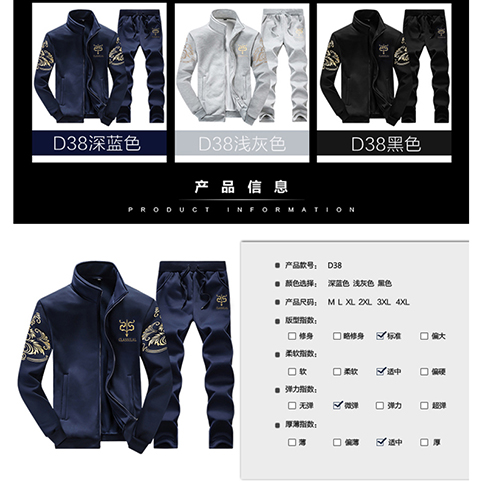 D38深蓝色
D38浅灰色
D38黑色
产品信息
PRODUCT INFORMATION
产品款号: D38
颜色选择: 深蓝色 浅灰色 黑色
产品尺码: M L XL 2XL 3XL 4XL
版型指数:
修身 略修身 标准 偏大
柔软指数:
软 柔软 适中 偏硬
弹力指数:
无弹 微弹 弹力 超弹
厚薄指数:
薄 偏薄 适中 厚
CLASSICAL